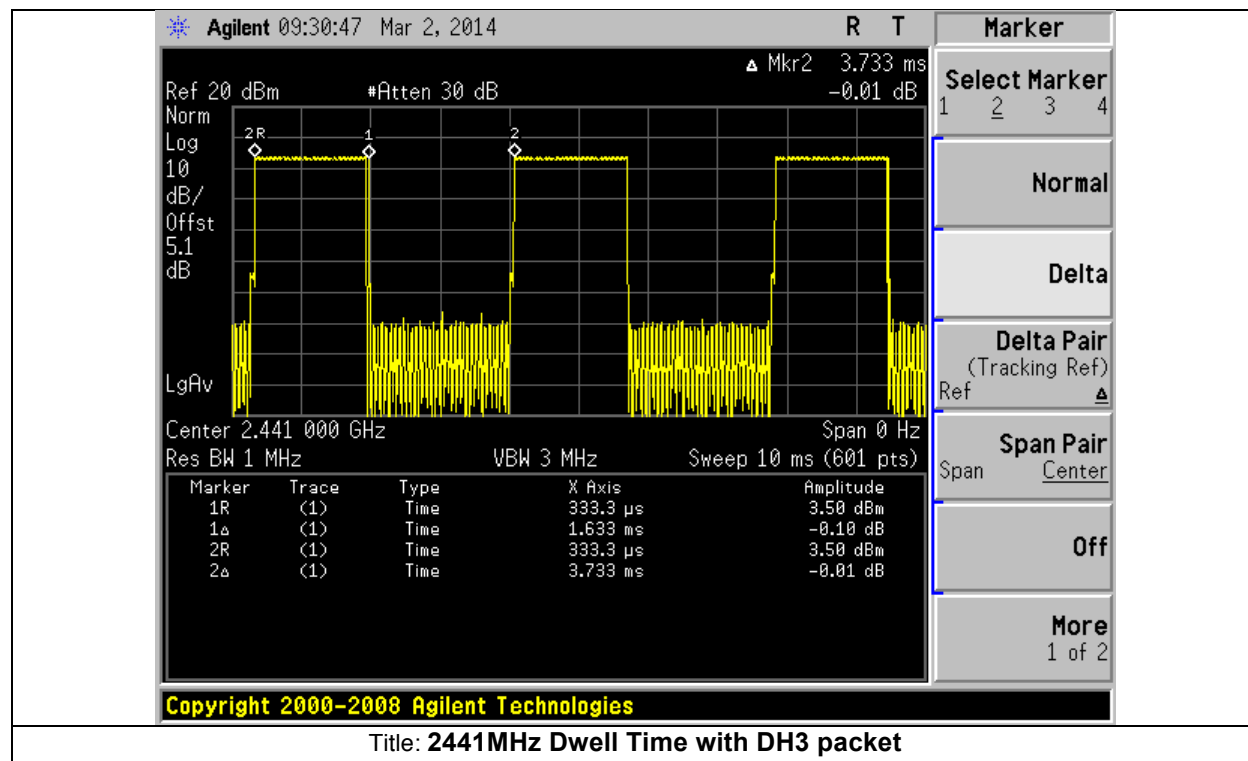 Agilent 09:30:47 Mar 2, 2014 R T
Marker
Δ Mkr2 3.733 ms
Ref 20 dBm #Atten 30 dB -0.01 dB
Norm
Log
10
dB/
Offst
5.1
dB
LgAv
2R 1 2
Center 2.441 000 GHz Span 0 Hz
Res BW 1 MHz VBW 3 MHz Sweep 10 ms (601 pts)
Marker Trace Type X Axis Amplitude
1R (1) Time 333.3 µs 3.50 dBm
1Δ (1) Time 1.633 ms -0.10 dB
2R (1) Time 333.3 µs 3.50 dBm
2Δ (1) Time 3.733 ms -0.01 dB
Select Marker
1 2 3 4
Normal
Delta
Delta Pair
(Tracking Ref)
Ref Δ
Span Pair
Span Center
Off
More
1 of 2
Copyright 2000-2008 Agilent Technologies
Title: 2441MHz Dwell Time with DH3 packet